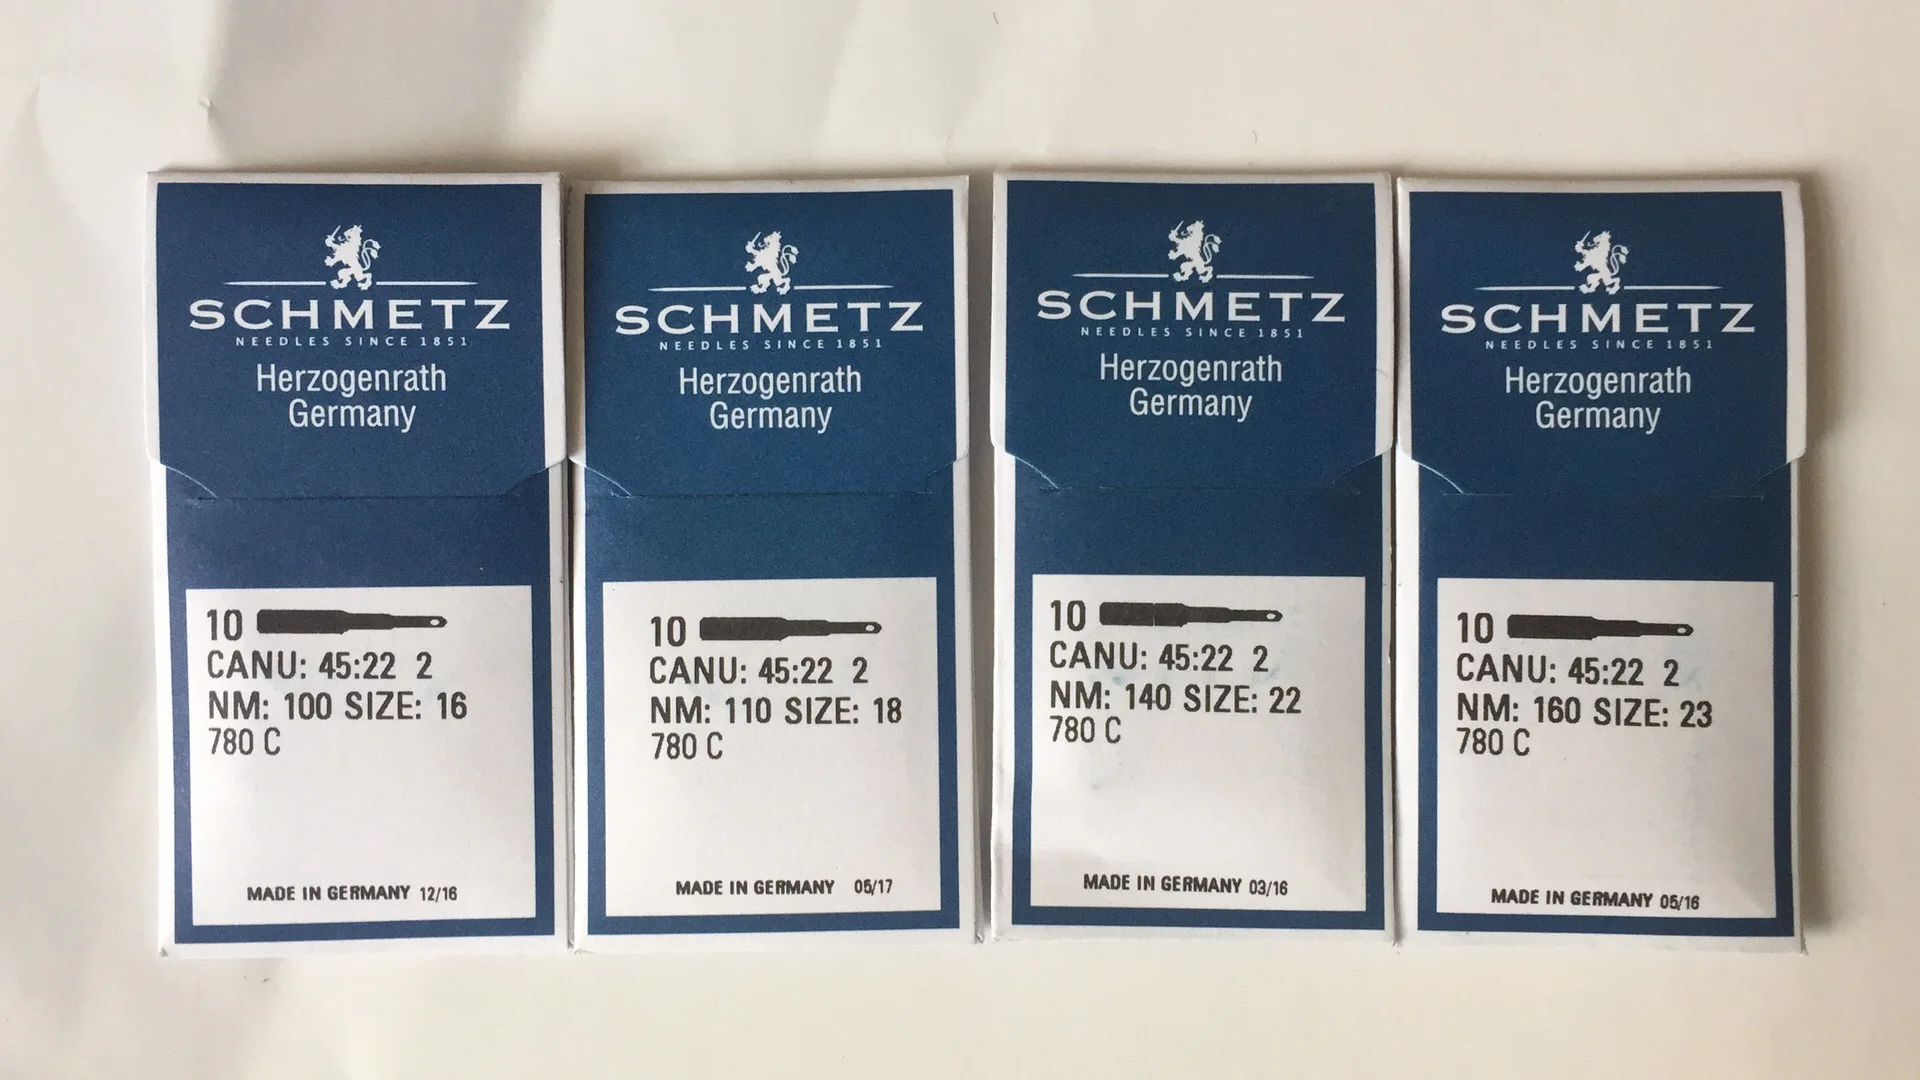 SCHMETZ
NEEDLES SINCE 1851
Herzogenrath
Germany
10
CANU: 45:22 2
NM: 100 SIZE: 16
780 C
MADE IN GERMANY 12/16
SCHMETZ
NEEDLES SINCE 1851
Herzogenrath
Germany
10
CANU: 45:22 2
NM: 110 SIZE: 18
780 C
MADE IN GERMANY 05/17
SCHMETZ
NEEDLES SINCE 1851
Herzogenrath
Germany
10
CANU: 45:22 2
NM: 140 SIZE: 22
780 C
MADE IN GERMANY 03/16
SCHMETZ
NEEDLES SINCE 1851
Herzogenrath
Germany
10
CANU: 45:22 2
NM: 160 SIZE: 23
780 C
MADE IN GERMANY 05/16